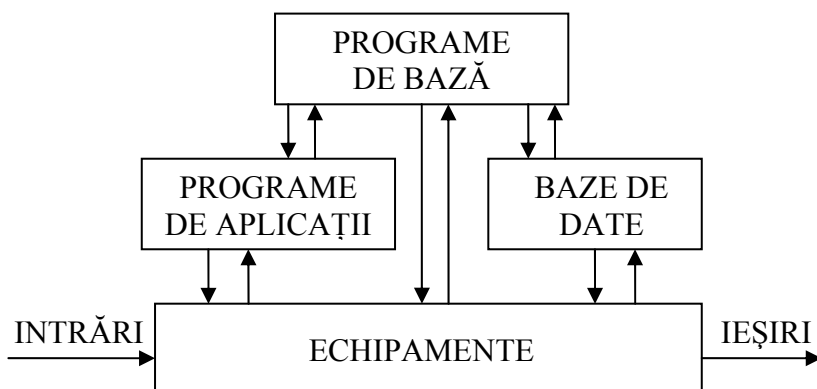 PROGRAME
DE BAZĂ
PROGRAME
DE APLICAȚII
BAZE DE
DATE
INTRĂRI
ECHIPAMENTE
IEȘIRI